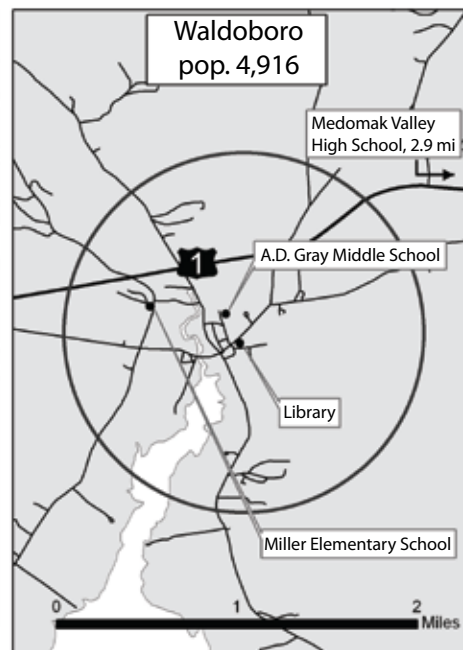 Waldoboro
pop. 4,916
Medomak Valley
High School, 2.9 mi
1
A.D. Gray Middle School
Library
Miller Elementary School
0 1 2
Miles